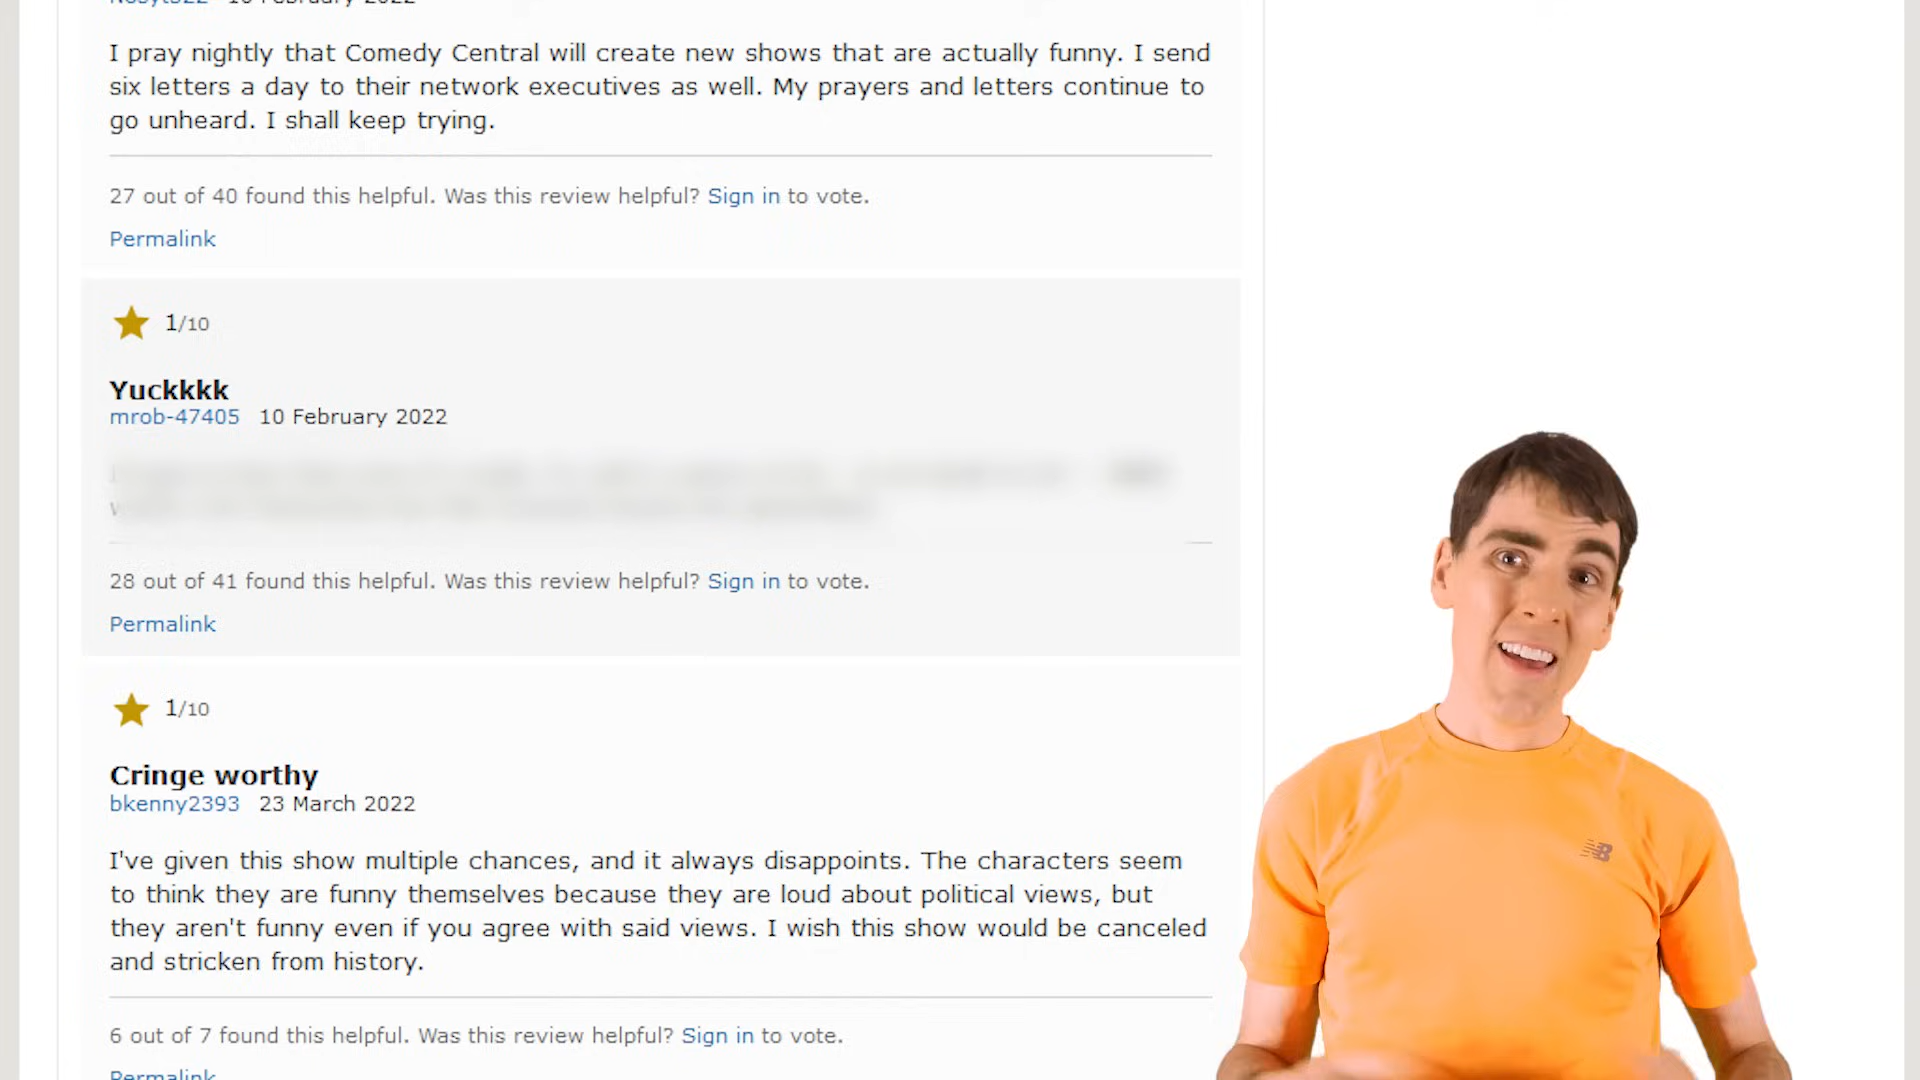 10 February 2022
I pray nightly that Comedy Central will create new shows that are actually funny. I send
six letters a day to their network executives as well. My prayers and letters continue to
go unheard. I shall keep trying.
27 out of 40 found this helpful. Was this review helpful? Sign in to vote.
Permalink
1/10
Yuckkkk
mrob-47405 10 February 2022
28 out of 41 found this helpful. Was this review helpful? Sign in to vote.
Permalink
1/10
Cringe worthy
bkenny2393 23 March 2022
I've given this show multiple chances, and it always disappoints. The characters seem
to think they are funny themselves because they are loud about political views, but
they aren't funny even if you agree with said views. I wish this show would be canceled
and stricken from history.
6 out of 7 found this helpful. Was this review helpful? Sign in to vote.
Permalink
NB